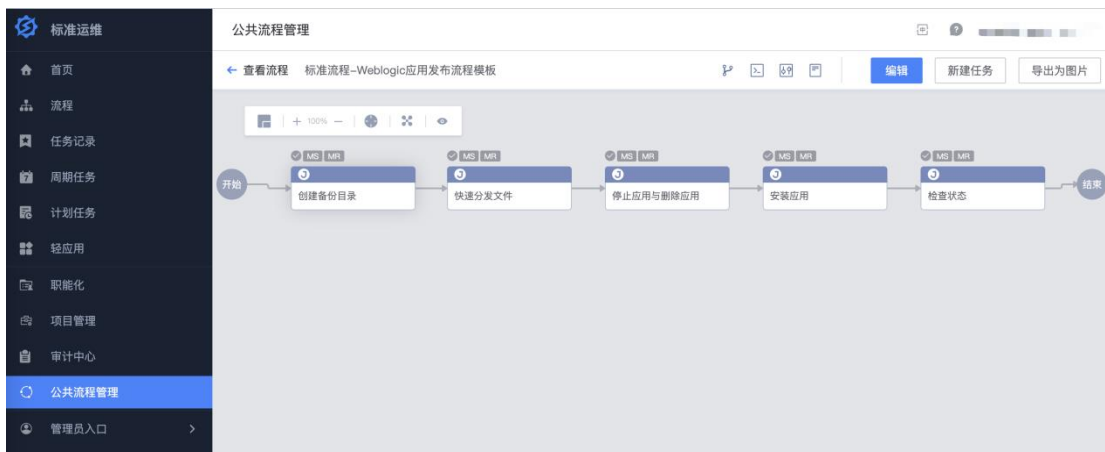 标准运维
公共流程管理
首页
流程
任务记录
周期任务
计划任务
轻应用
职能化
项目管理
审计中心
公共流程管理
管理员入口
← 查看流程 标准流程-Weblogic应用发布流程模板
编辑 新建任务 导出为图片
+ 100% −
MS MR MS MR MS MR MS MR MS MR
开始
J 创建备份目录
J 快速分发文件
J 停止应用与删除应用
J 安装应用
J 检查状态
结束